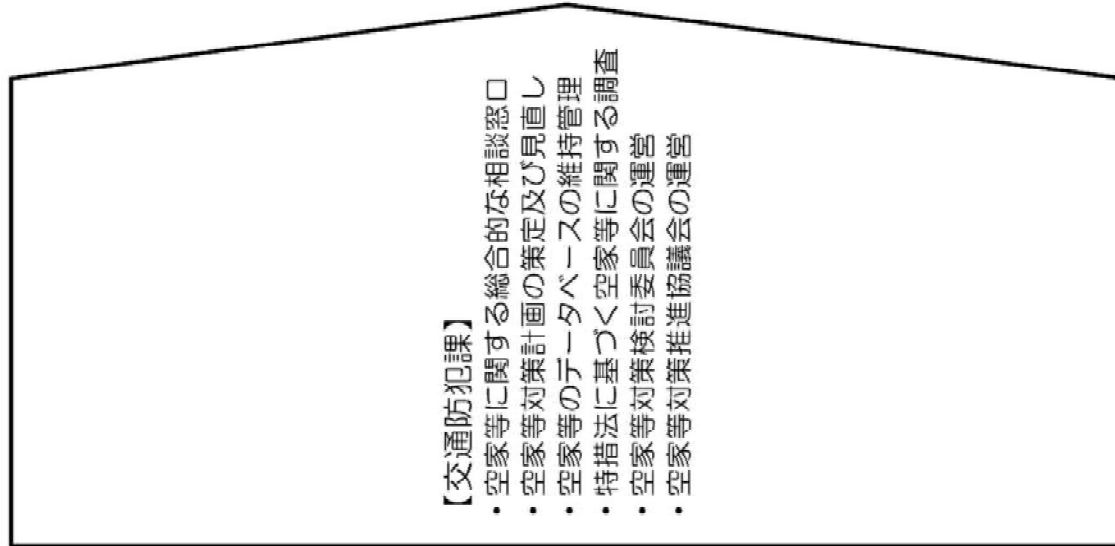 【交通防犯課】
・空家等に関する総合的な相談窓口
・空家等対策計画の策定及び見直し
・空家等のデータベースの維持管理
・特措法に基づく空家等に関する調査
・空家等対策検討委員会の運営
・空家等対策推進協議会の運営